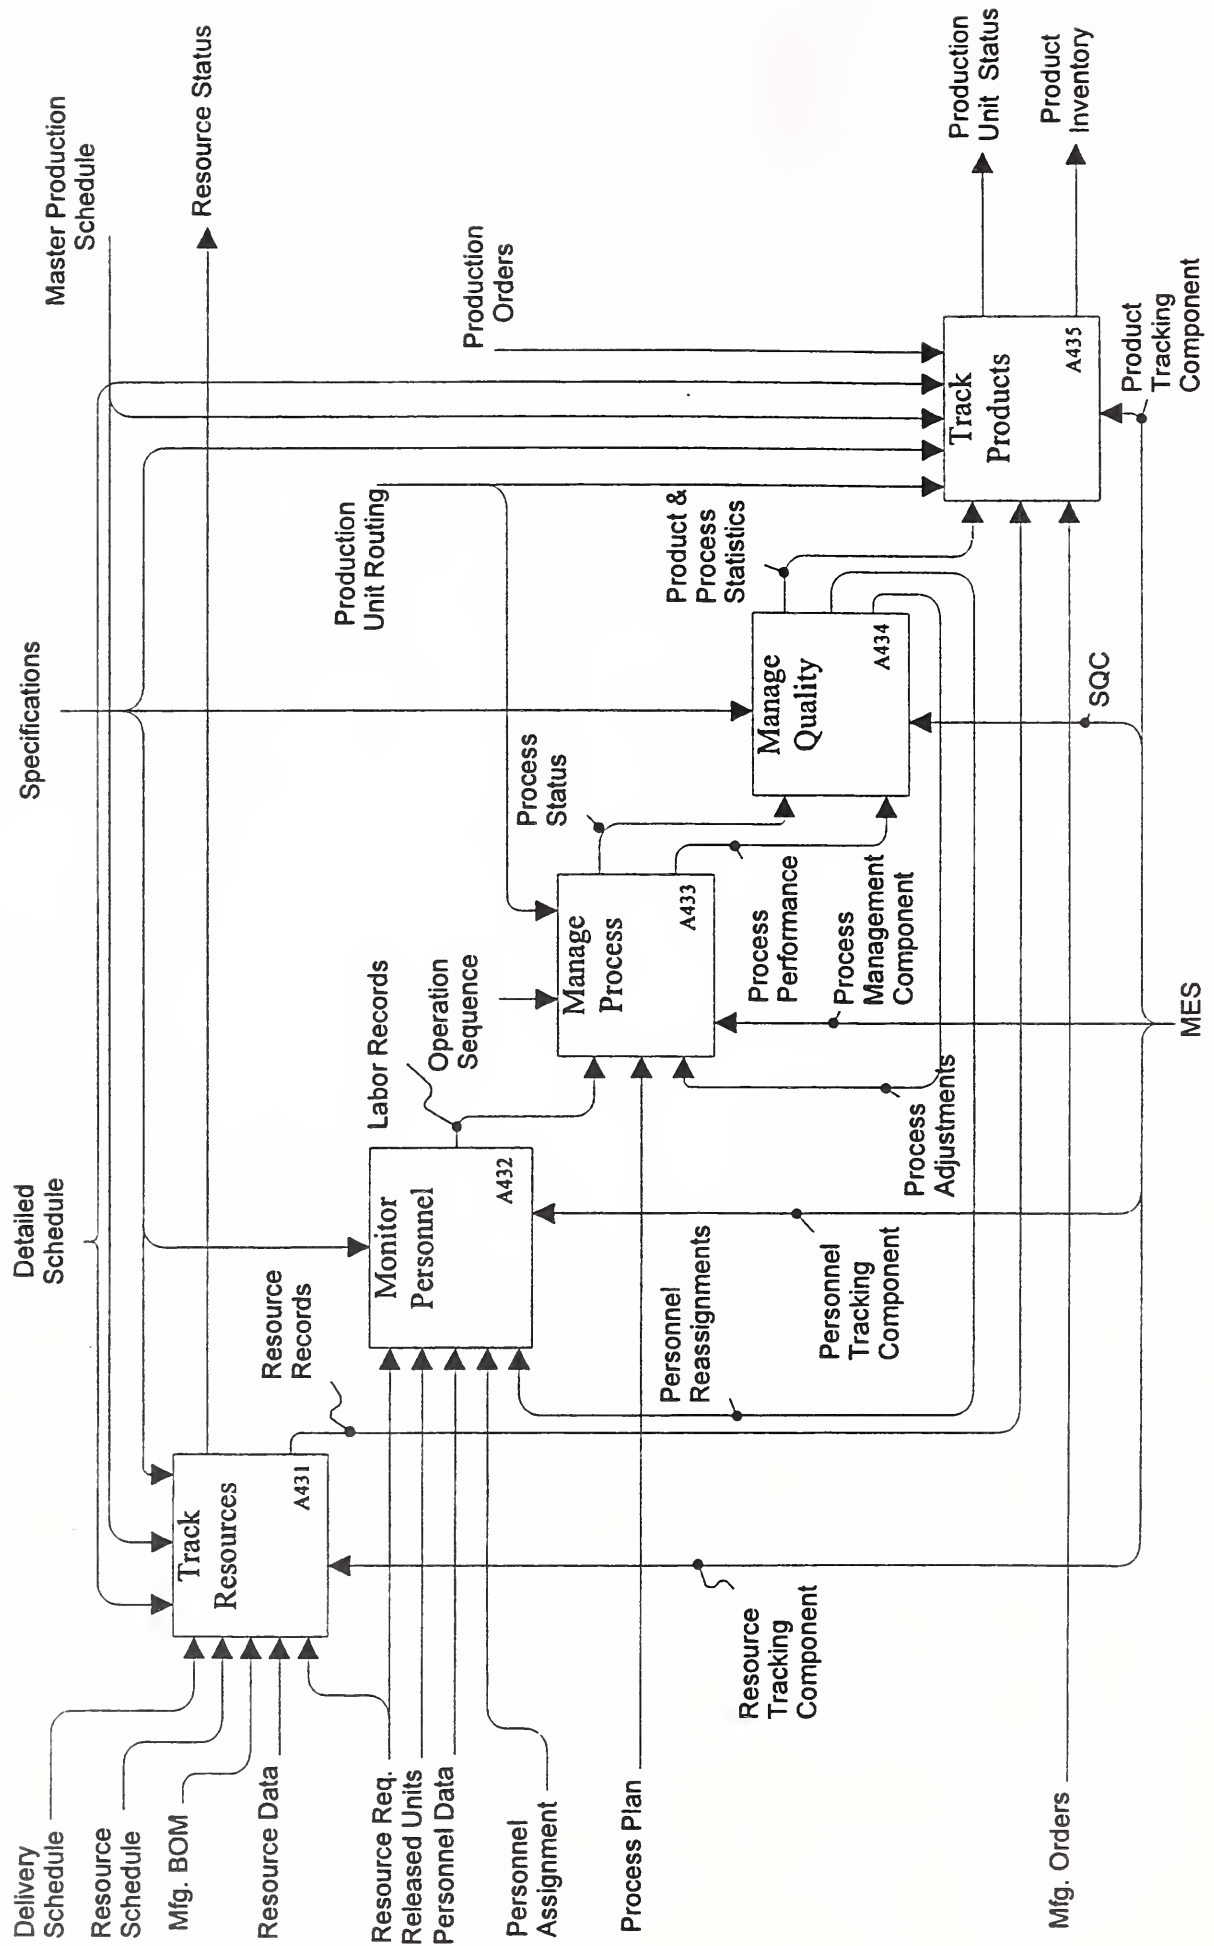 Detailed
Schedule
Specifications
Master Production
Schedule
Resource Status
Delivery
Schedule
Resource
Schedule
Mfg. BOM
Resource Data
Track
Resources
A431
Resource
Records
Resource Req.
Released Units
Personnel Data
Personnel
Assignment
Monitor
Personnel
A432
Labor Records
Operation
Sequence
Production
Unit Routing
Production
Orders
Process Plan
Manage
Process
A433
Process
Status
Process
Performance
Process
Management
Component
Personnel
Reassignments
Personnel
Tracking
Component
Process
Adjustments
Manage
Quality
A434
Product &
Process
Statistics
SQC
Resource
Tracking
Component
Track
Products
A435
Production
Unit Status
Product
Inventory
Product
Tracking
Component
Mfg. Orders
MES